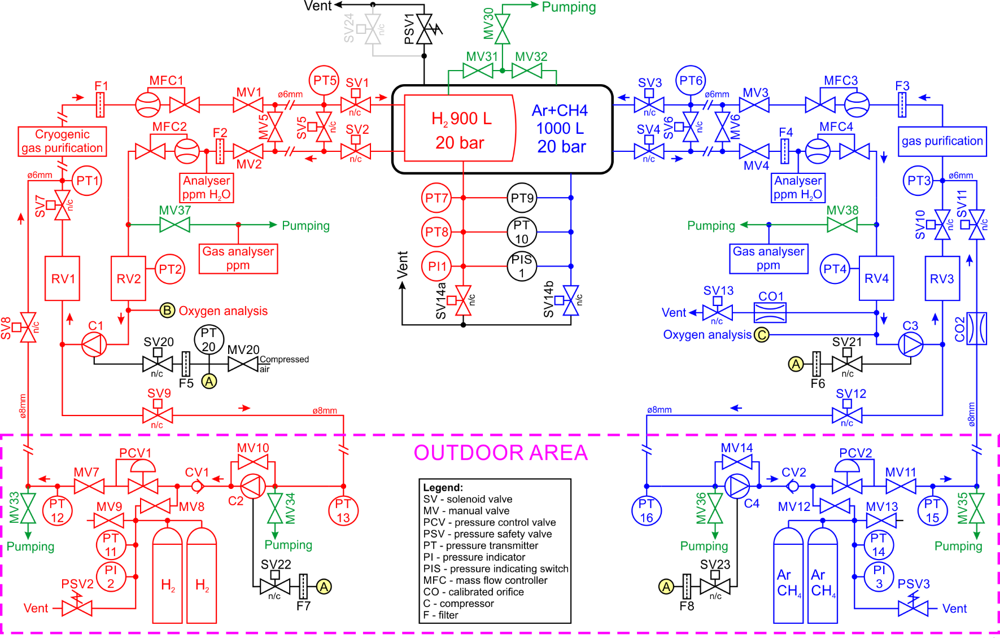 Vent
SV24
n/c
PSV1
MV30
Pumping
MV31
MV32
F1
MFC1
MV1
ø6mm
PT5
SV1
n/c
SV3
n/c
PT6
ø6mm
MV3
MFC3
F3
Cryogenic
gas purification
MFC2
F2
MV2
MV5
SV5
n/c
SV2
n/c
H2 900 L
20 bar
Ar+CH4
1000 L
20 bar
SV4
n/c
SV6
n/c
MV6
MV4
F4
MFC4
gas purification
ø6mm
PT1
SV7
n/c
Analyser
ppm H2O
PT7
PT9
Analyser
ppm H2O
PT3
ø6mm
SV10
n/c
SV11
n/c
MV37
Pumping
PT8
PT
10
Pumping
MV38
Gas analyser
ppm
PI1
PIS
1
Gas analyser
ppm
RV1
RV2
PT2
Vent
SV14a
n/c
SV14b
n/c
PT4
RV4
RV3
SV8
n/c
B
Oxygen analysis
SV13
n/c
CO1
Vent
Oxygen analysis
C
C1
SV20
n/c
F5
PT
20
A
MV20
Compressed
air
C3
CO2
SV21
n/c
A
F6
ø8mm
SV9
n/c
ø8mm
ø8mm
SV12
n/c
ø8mm
OUTDOOR AREA
MV7
PCV1
CV1
MV10
C2
MV33
PT
12
MV9
MV8
MV34
PT
13
Pumping
PT
11
PI
2
PSV2
Vent
H2
H2
Pumping
SV22
n/c
F7
A
Legend:
SV - solenoid valve
MV - manual valve
PCV - pressure control valve
PSV - pressure safety valve
PT - pressure transmitter
PI - pressure indicator
PIS - pressure indicating switch
MFC - mass flow controller
CO - calibrated orifice
C - compressor
F - filter
MV14
C4
CV2
PCV2
MV11
PT
16
MV36
MV12
MV13
PT
15
MV35
Pumping
Pumping
A
F8
SV23
n/c
Ar
CH4
Ar
CH4
PT
14
PI
3
PSV3
Vent